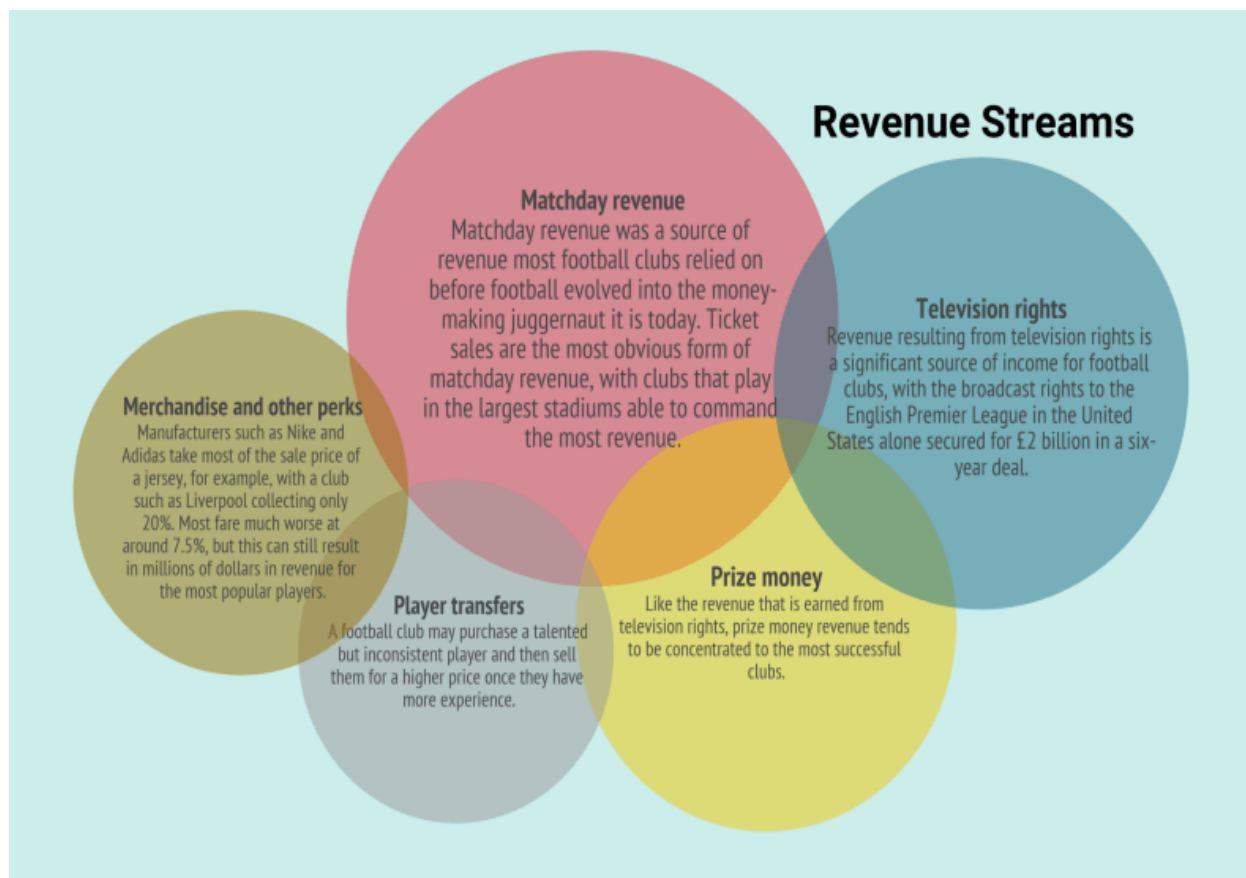 Revenue Streams
Matchday revenue
Matchday revenue was a source of
revenue most football clubs relied on
before football evolved into the money-
making juggernaut it is today. Ticket
sales are the most obvious form of
matchday revenue, with clubs that play
in the largest stadiums able to command
the most revenue.
Television rights
Revenue resulting from television rights is
a significant source of income for football
clubs, with the broadcast rights to the
English Premier League in the United
States alone secured for £2 billion in a six-
year deal.
Merchandise and other perks
Manufacturers such as Nike and
Adidas take most of the sale price of
a jersey, for example, with a club
such as Liverpool collecting only
20%. Most fare much worse at
around 7.5%, but this can still result
in millions of dollars in revenue for
the most popular players.
Player transfers
A football club may purchase a talented
but inconsistent player and then sell
them for a higher price once they have
more experience.
Prize money
Like the revenue that is earned from
television rights, prize money revenue tends
to be concentrated to the most successful
clubs.